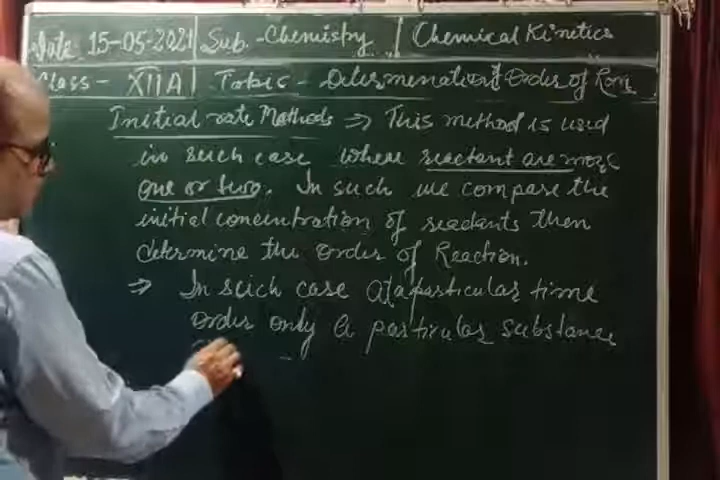 Date 15-05-2021 Sub.-Chemistry Chemical Kinetics
Class- XIIA Topic - Determination of Order of Rxn
Initial rate Methods ⇒ This method is used
in such case where reactant are more
one or two. In such we compare the
initial concentration of reactants then
determine the order of Reaction.
⇒ In such case At a particular time
order only a particular substance